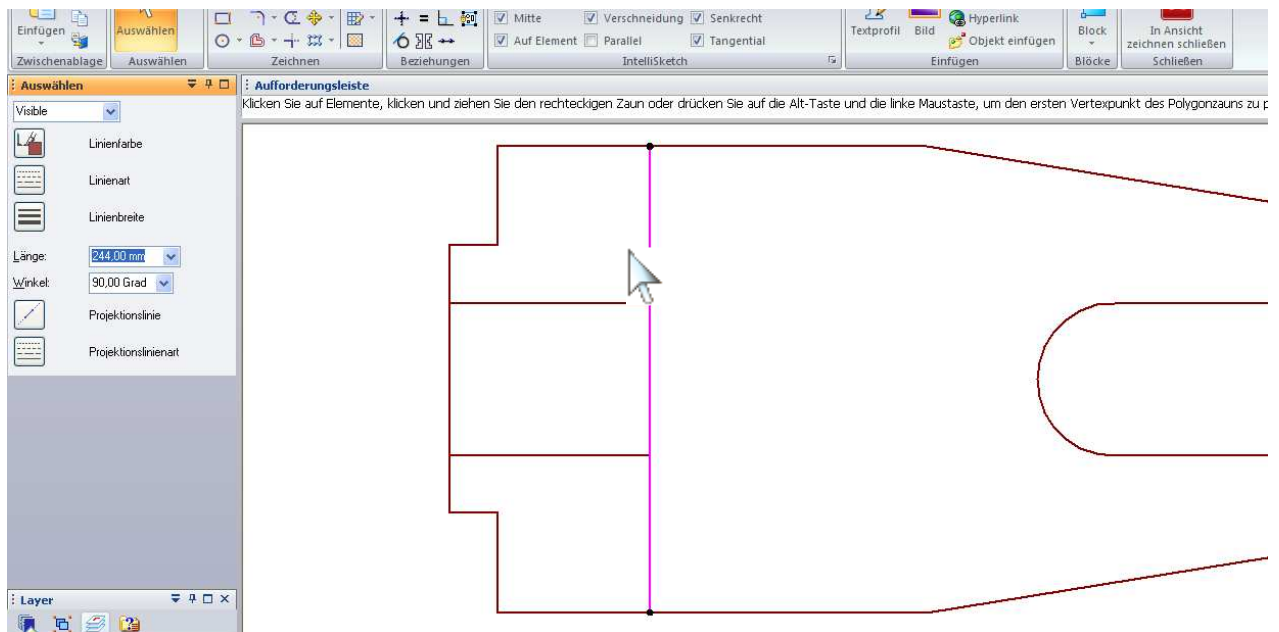 Mitte Verschneidung Senkrecht
Auf Element Parallel Tangential
Einfügen
Auswählen
Textprofil Bild
Hyperlink
Objekt einfügen
Block
In Ansicht
zeichnen schließen
Zwischenablage Auswählen Zeichnen Beziehungen IntelliSketch Einfügen Blöcke Schließen
Auswählen
Visible
Linienfarbe
Linienart
Linienbreite
Länge: 244,00 mm
Winkel: 90,00 Grad
Projektionslinie
Projektionslinienart
Layer
Aufforderungsleiste
Klicken Sie auf Elemente, klicken und ziehen Sie den rechteckigen Zaun oder drücken Sie auf die Alt-Taste und die linke Maustaste, um den ersten Vertexpunkt des Polygonzauns zu p